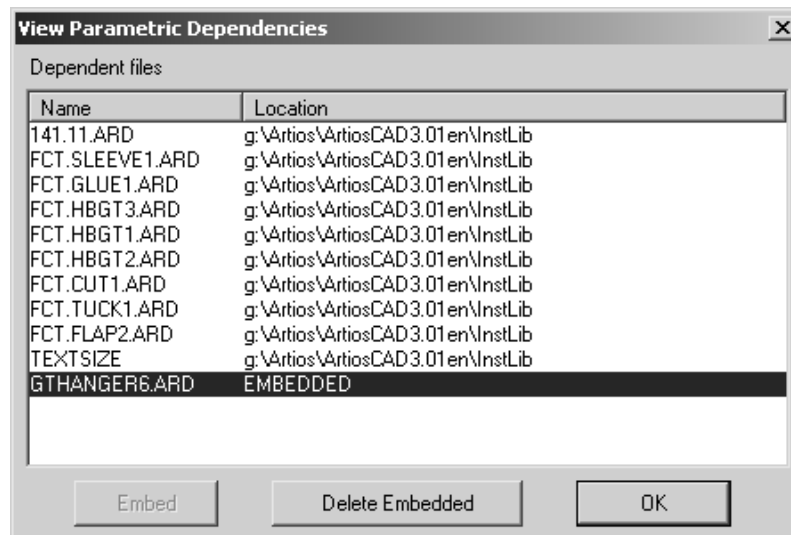 View Parametric Dependencies
Dependent files
Name Location
141.11.ARD g:\Artios\ArtiosCAD3.01en\InstLib
FCT.SLEEVE1.ARD g:\Artios\ArtiosCAD3.01en\InstLib
FCT.GLUE1.ARD g:\Artios\ArtiosCAD3.01en\InstLib
FCT.HBGT3.ARD g:\Artios\ArtiosCAD3.01en\InstLib
FCT.HBGT1.ARD g:\Artios\ArtiosCAD3.01en\InstLib
FCT.HBGT2.ARD g:\Artios\ArtiosCAD3.01en\InstLib
FCT.CUT1.ARD g:\Artios\ArtiosCAD3.01en\InstLib
FCT.TUCK1.ARD g:\Artios\ArtiosCAD3.01en\InstLib
FCT.FLAP2.ARD g:\Artios\ArtiosCAD3.01en\InstLib
TEXTSIZE g:\Artios\ArtiosCAD3.01en\InstLib
GTHANGER6.ARD EMBEDDED
Embed Delete Embedded OK